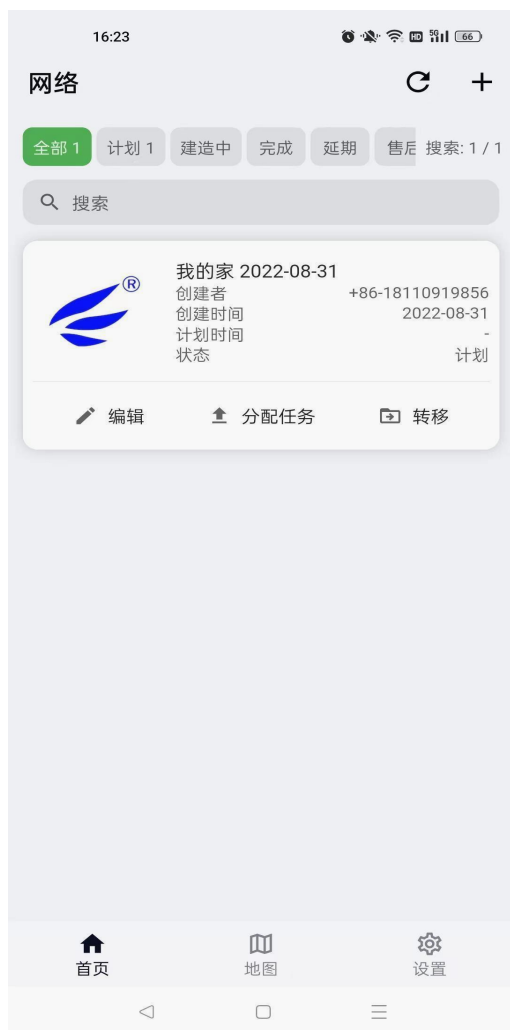 16:23
HD 5G 66
网络
全部 1 计划 1 建造中 完成 延期 售后 搜索: 1 / 1
搜索
®
我的家 2022-08-31
创建者 +86-18110919856
创建时间 2022-08-31
计划时间 -
状态 计划
编辑 分配任务 转移
首页 地图 设置